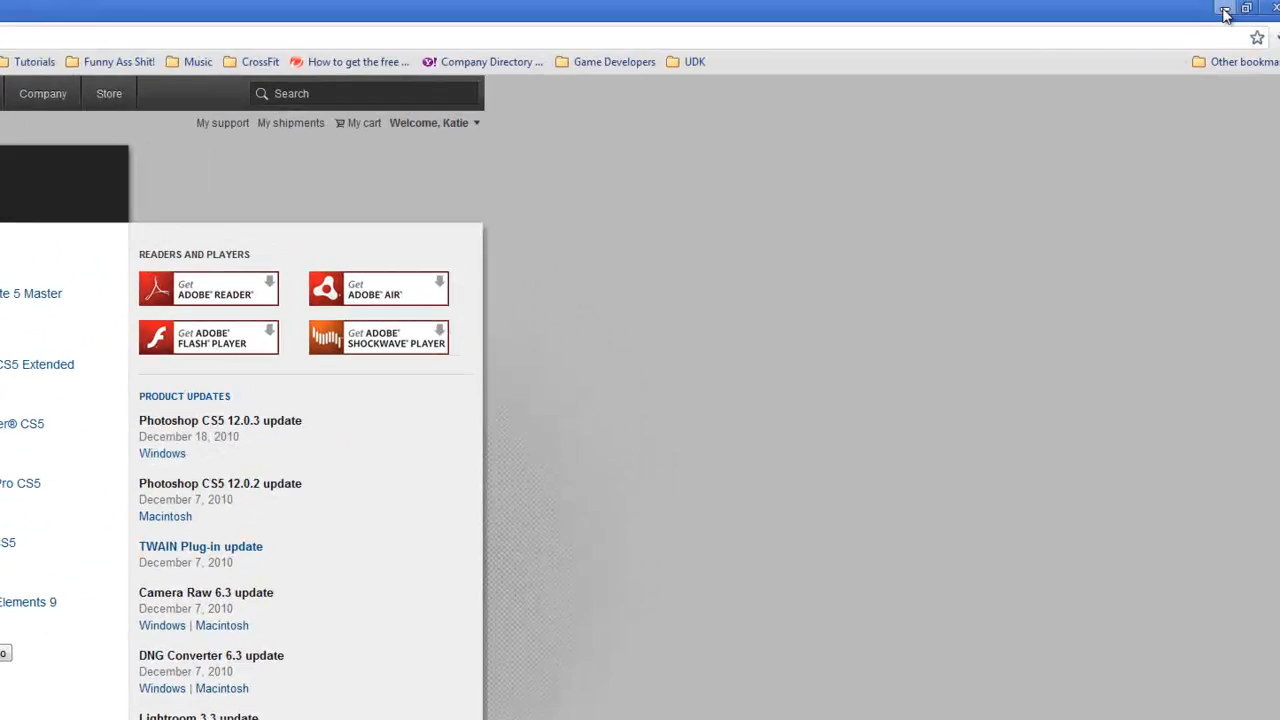 Tutorials Funny Ass Shit! Music CrossFit How to get the free ... Company Directory ... Game Developers UDK Other bookma
Company Store Search
My support My shipments My cart Welcome, Katie
READERS AND PLAYERS
Get ADOBE® READER®
Get ADOBE® AIR®
Get ADOBE® FLASH® PLAYER
Get ADOBE® SHOCKWAVE® PLAYER
te 5 Master
CS5 Extended
er® CS5
Pro CS5
S5
Elements 9
o
PRODUCT UPDATES
Photoshop CS5 12.0.3 update
December 18, 2010
Windows
Photoshop CS5 12.0.2 update
December 7, 2010
Macintosh
TWAIN Plug-in update
December 7, 2010
Camera Raw 6.3 update
December 7, 2010
Windows | Macintosh
DNG Converter 6.3 update
December 7, 2010
Windows | Macintosh
Lightroom 3.3 update